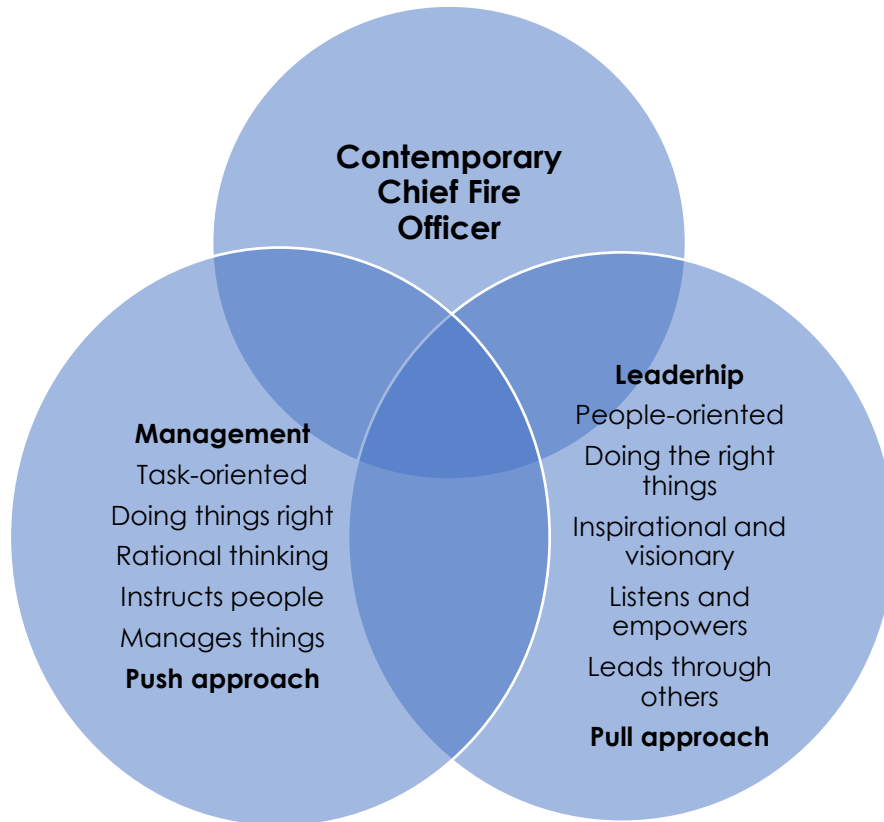 Contemporary
Chief Fire
Officer
Management
Task-oriented
Doing things right
Rational thinking
Instructs people
Manages things
Push approach
Leaderhip
People-oriented
Doing the right
things
Inspirational and
visionary
Listens and
empowers
Leads through
others
Pull approach